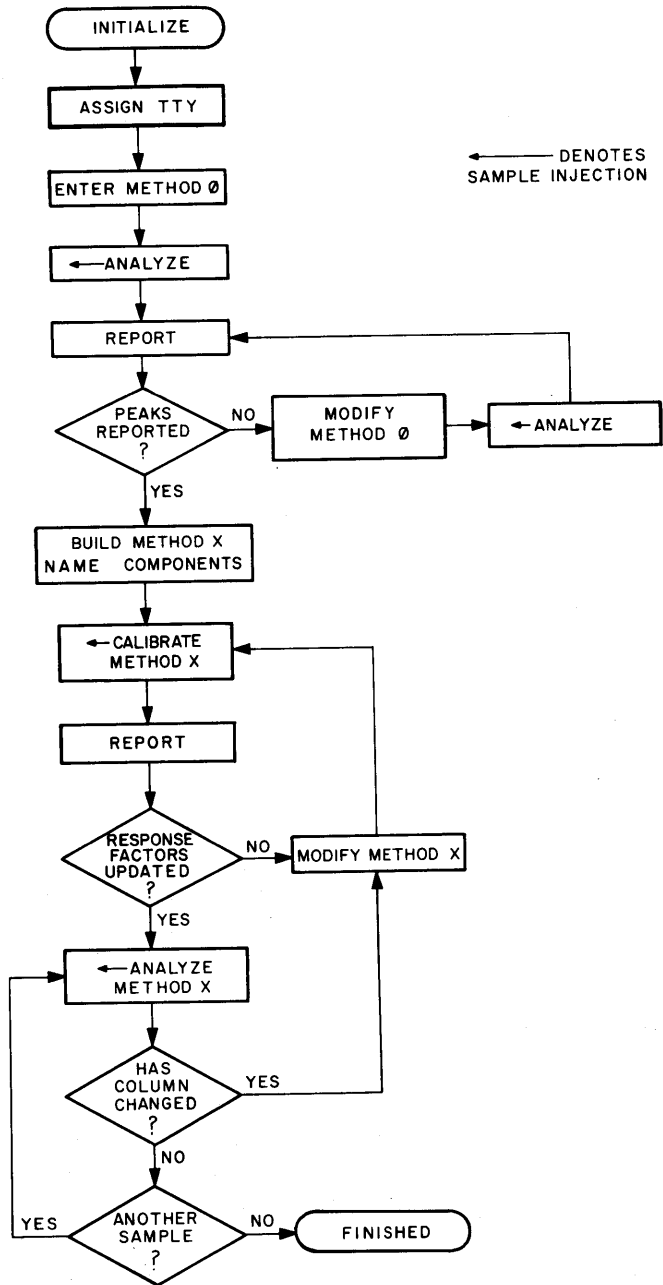 INITIALIZE
ASSIGN TTY
← DENOTES
SAMPLE INJECTION
ENTER METHOD Ø
←ANALYZE
REPORT
PEAKS
REPORTED
?
NO
MODIFY
METHOD Ø
←ANALYZE
YES
BUILD METHOD X
NAME COMPONENTS
←CALIBRATE
METHOD X
REPORT
RESPONSE
FACTORS
UPDATED
?
NO
MODIFY METHOD X
YES
←ANALYZE
METHOD X
HAS
COLUMN
CHANGED
?
YES
NO
YES
ANOTHER
SAMPLE
?
NO
FINISHED